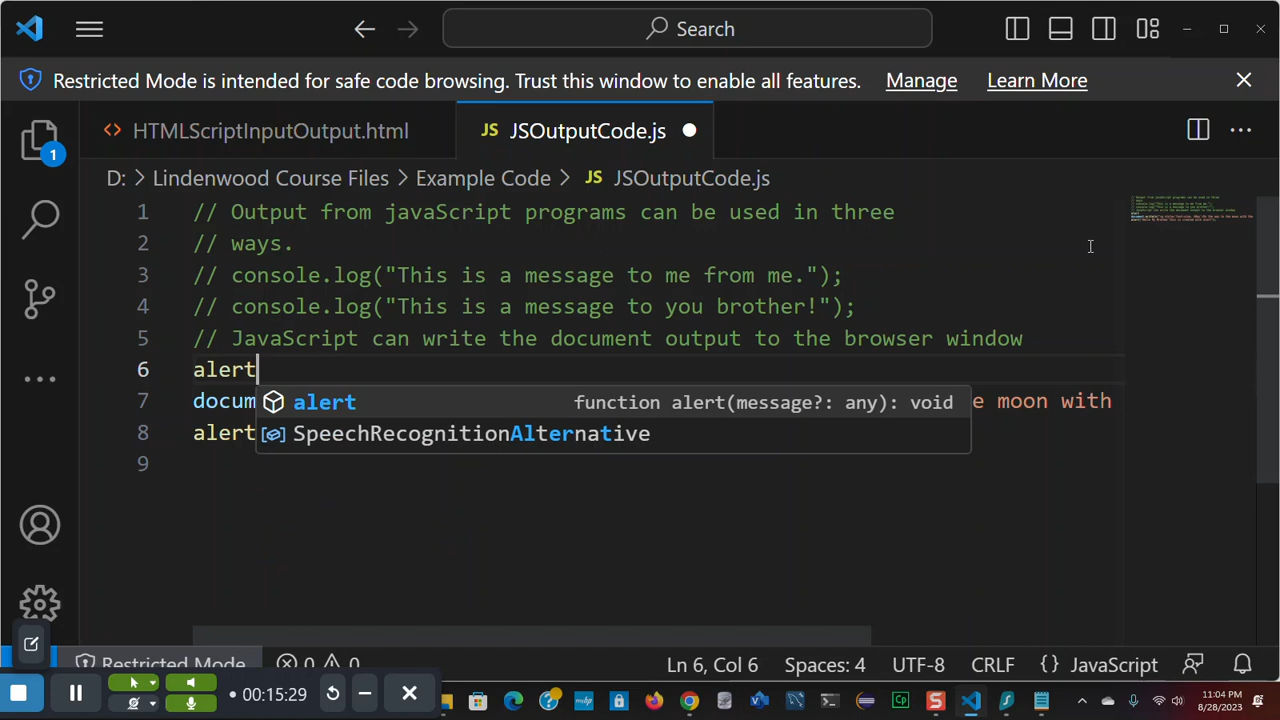 Search
Restricted Mode is intended for safe code browsing. Trust this window to enable all features. Manage Learn More
HTMLScriptInputOutput.html JS JSOutputCode.js
D: > Lindenwood Course Files > Example Code > JS JSOutputCode.js
1 // Output from javaScript programs can be used in three
2 // ways.
3 // console.log("This is a message to me from me.");
4 // console.log("This is a message to you brother!");
5 // JavaScript can write the document output to the browser window
6 alert
alert function alert(message?: any): void
7 docum e moon with
8 alert
SpeechRecognitionAlternative
9
1
Restricted Mode 0 0 Ln 6, Col 6 Spaces: 4 UTF-8 CRLF {} JavaScript
00:15:29
11:04 PM
8/28/2023